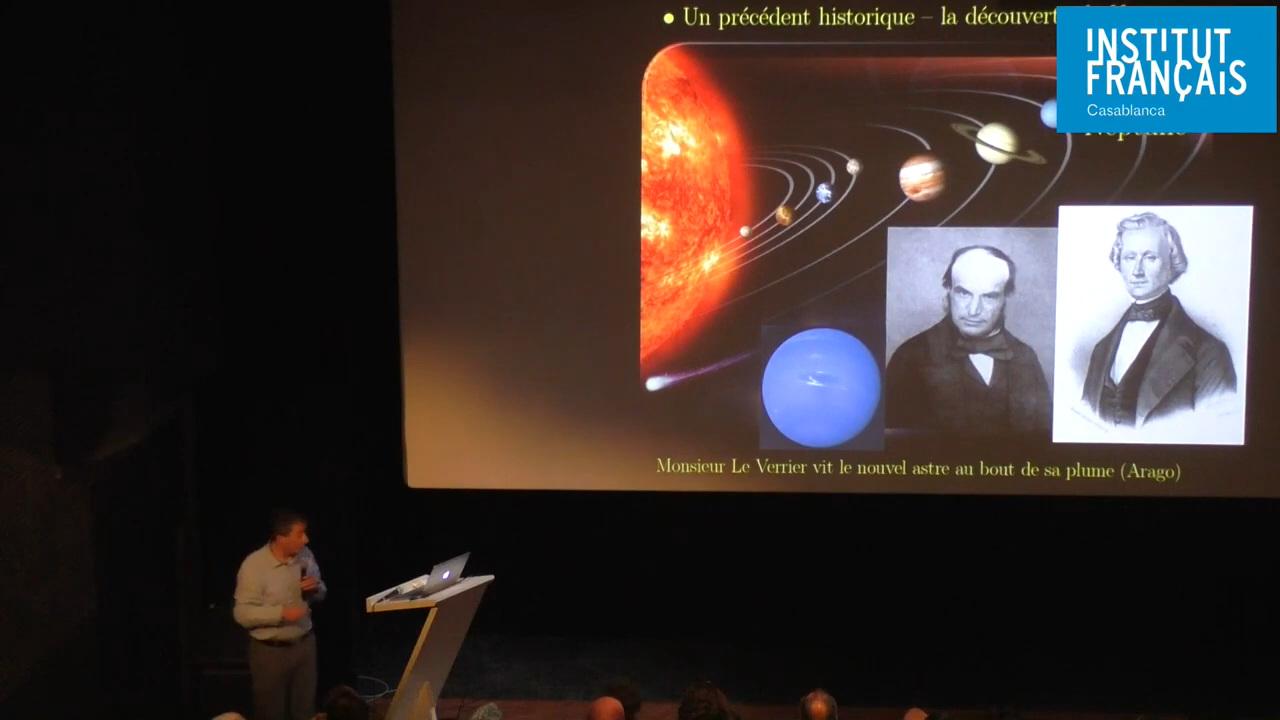 • Un précédent historique – la découvert
INSTITUT
FRANÇAIS
Casablanca
Neptune
Monsieur Le Verrier vit le nouvel astre au bout de sa plume (Arago)